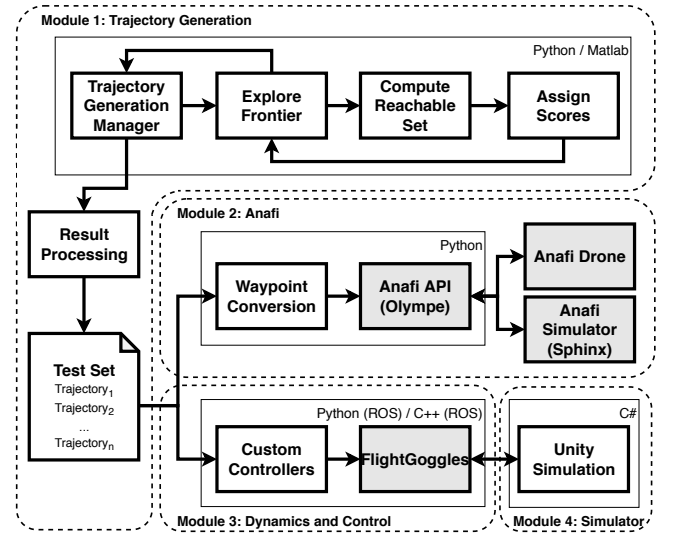 Module 1: Trajectory Generation
Python / Matlab
Trajectory
Generation
Manager
Explore
Frontier
Compute
Reachable
Set
Assign
Scores
Result
Processing
Test Set
Trajectory1
Trajectory2
...
Trajectoryn
Module 2: Anafi
Python
Waypoint
Conversion
Anafi API
(Olympe)
Anafi Drone
Anafi
Simulator
(Sphinx)
Python (ROS) / C++ (ROS)
Custom
Controllers
FlightGoggles
Module 3: Dynamics and Control
C#
Unity
Simulation
Module 4: Simulator